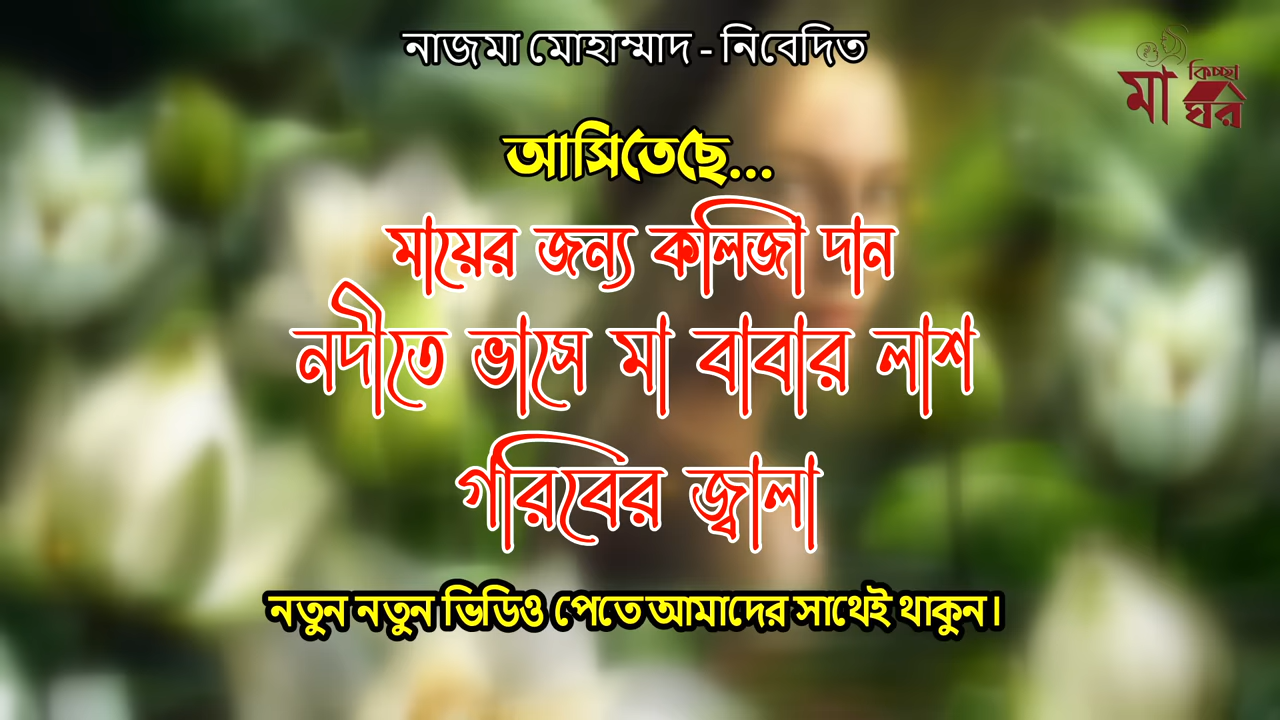 নাজমা মোহাম্মাদ - নিবেদিত
মা কিচ্ছা ঘর
আসিতেছে...
মায়ের জন্য কলিজা দান
নদীতে ভাসে মা বাবার লাশ
গরিবের জ্বালা
নতুন নতুন ভিডিও পেতে আমাদের সাথেই থাকুন।